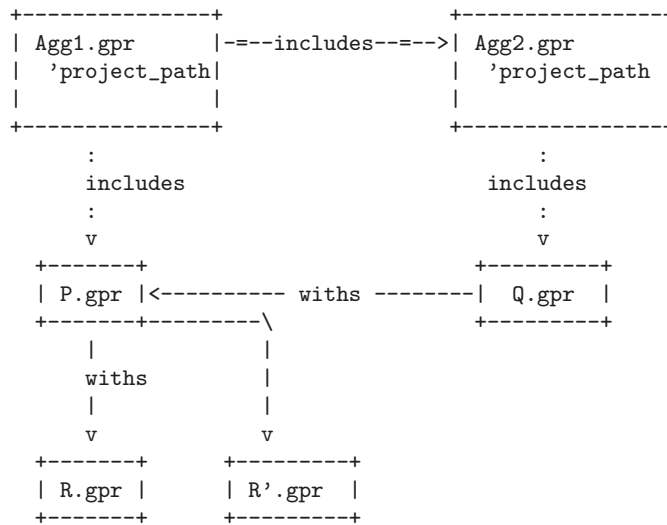 +---------------+                  +-----------------
| Agg1.gpr      |-=--includes--=-->| Agg2.gpr
|  ’project_path|                  |  ’project_path
|               |                  |
+---------------+                  +-----------------
      :                                   :
      includes                        includes
      :                                   :
      v                                   v
  +-------+                          +---------+
  | P.gpr |<---------- withs --------|  Q.gpr  |
  +-------+---------\                +---------+
      |             |
      withs         |
      |             |
      v             v
  +-------+      +---------+
  | R.gpr |      | R’.gpr  |
  +-------+      +---------+